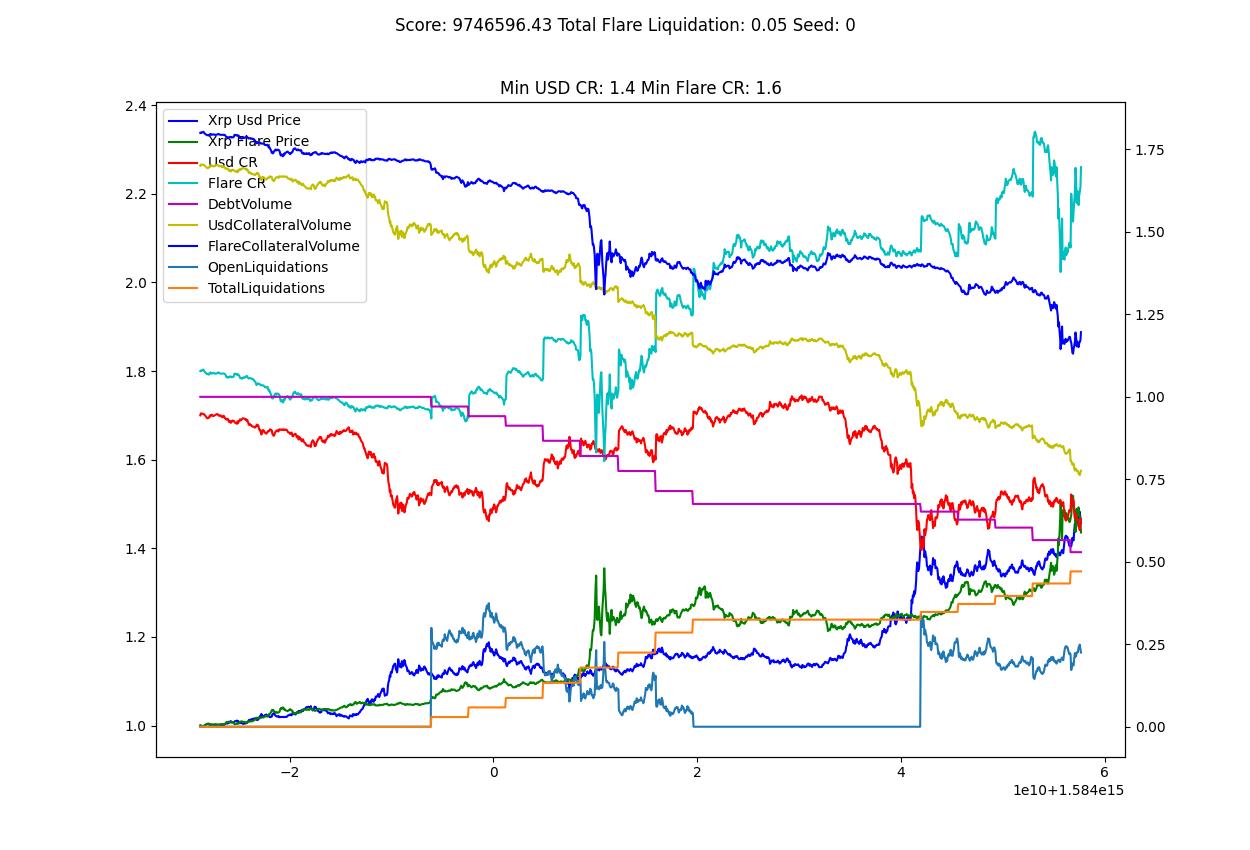 Score: 9746596.43 Total Flare Liquidation: 0.05 Seed: 0
Min USD CR: 1.4 Min Flare CR: 1.6
Xrp Usd Price
Xrp Flare Price
Usd CR
Flare CR
DebtVolume
UsdCollateralVolume
FlareCollateralVolume
OpenLiquidations
TotalLiquidations
2.4
2.2
2.0
1.8
1.6
1.4
1.2
1.0
1.75
1.50
1.25
1.00
0.75
0.50
0.25
0.00
−2 0 2 4 6
1e10+1.584e15